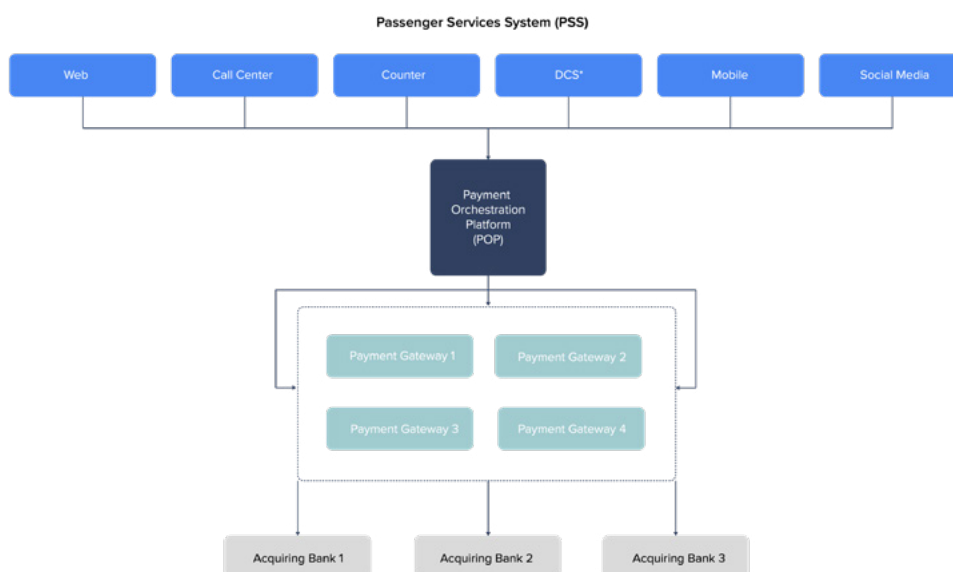 Passenger Services System (PSS)
Web
Call Center
Counter
DCS*
Mobile
Social Media
Payment
Orchestration
Platform
(POP)
Payment Gateway 1
Payment Gateway 2
Payment Gateway 3
Payment Gateway 4
Acquiring Bank 1
Acquiring Bank 2
Acquiring Bank 3